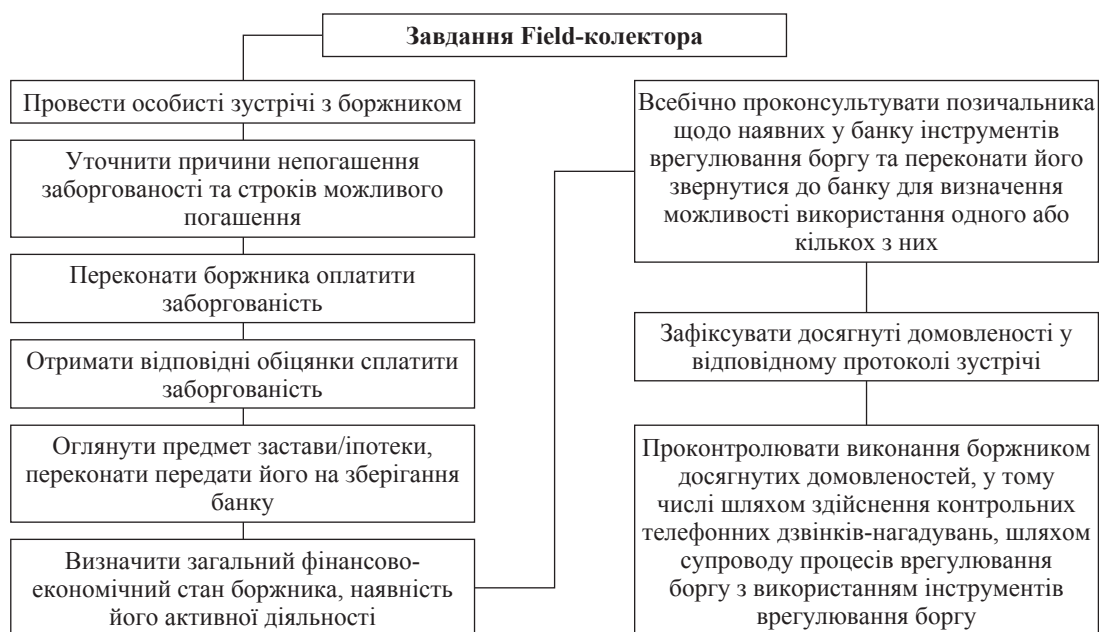 Завдання Field-колектора
Провести особисті зустрічі з боржником
Уточнити причини непогашення
заборгованості та строків можливого
погашення
Переконати боржника оплатити
заборгованість
Отримати відповідні обіцянки сплатити
заборгованість
Оглянути предмет застави/іпотеки,
переконати передати його на зберігання
банку
Визначити загальний фінансово-
економічний стан боржника, наявність
його активної діяльності
Всебічно проконсультувати позичальника
щодо наявних у банку інструментів
врегулювання боргу та переконати його
звернутися до банку для визначення
можливості використання одного або
кількох з них
Зафіксувати досягнуті домовленості у
відповідному протоколі зустрічі
Проконтролювати виконання боржником
досягнутих домовленостей, у тому
числі шляхом здійснення контрольних
телефонних дзвінків-нагадувань, шляхом
супроводу процесів врегулювання
боргу з використанням інструментів
врегулювання боргу